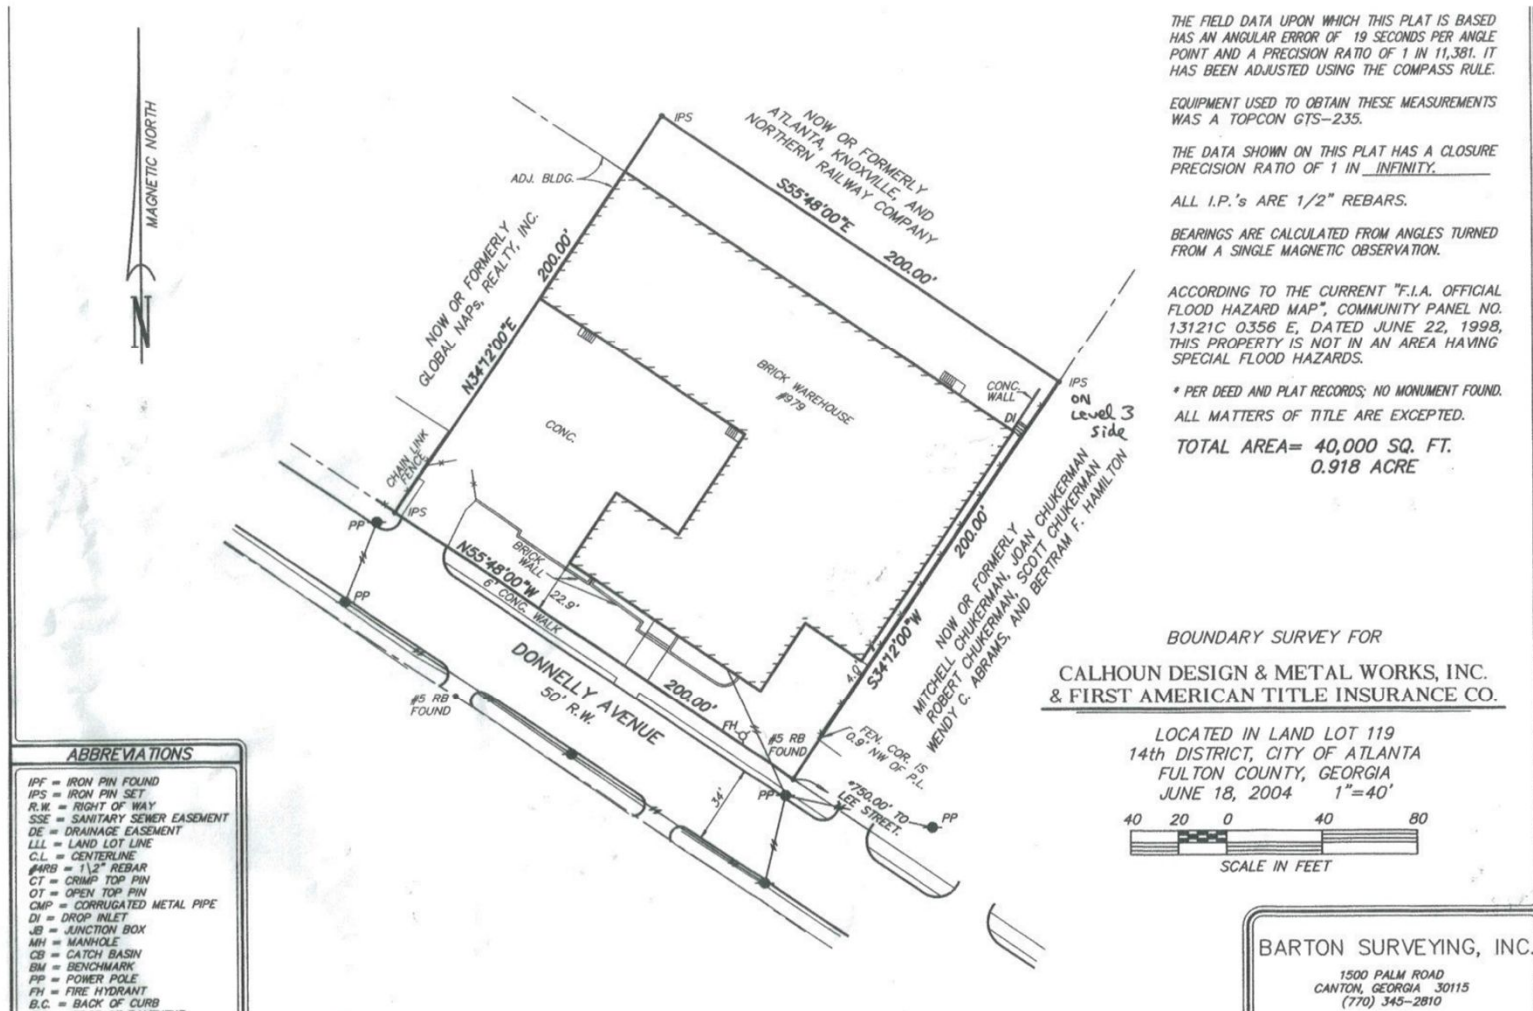 MAGNETIC NORTH
N
ADJ. BLDG.
IPS
NOW OR FORMERLY
ATLANTA, KNOXVILLE, AND
NORTHERN RAILWAY COMPANY
S55°48'00"E
200.00'
NOW OR FORMERLY
GLOBAL NAPs, REALTY, INC.
200.00'
N34°12'00"E
BRICK WAREHOUSE
#979
CONC.
CONC.
WALL
DI
IPS
ON
Level 3
side
CHAIN LINK
FENCE
IPS
PP
PP
BRICK
WALL
N55°48'00"W
6' CONC. WALK
22.9'
200.00'
DONNELLY AVENUE
50' R.W.
#5 RB
FOUND
FH
#5 RB
FOUND
34'
PP
4.0'
200.00'
S34°12'00"W
NOW OR FORMERLY
MITCHELL CHUKERMAN, JOAN CHUKERMAN
ROBERT CHUKERMAN, SCOTT CHUKERMAN
WENDY C. ABRAMS, AND BERTRAM F. HAMILTON
FEN. COR. IS
0.9' NW OF P.L.
*750.00' TO
LEE STREET.
PP
THE FIELD DATA UPON WHICH THIS PLAT IS BASED
HAS AN ANGULAR ERROR OF 19 SECONDS PER ANGLE
POINT AND A PRECISION RATIO OF 1 IN 11,381. IT
HAS BEEN ADJUSTED USING THE COMPASS RULE.
EQUIPMENT USED TO OBTAIN THESE MEASUREMENTS
WAS A TOPCON GTS-235.
THE DATA SHOWN ON THIS PLAT HAS A CLOSURE
PRECISION RATIO OF 1 IN INFINITY.
ALL I.P.'s ARE 1/2" REBARS.
BEARINGS ARE CALCULATED FROM ANGLES TURNED
FROM A SINGLE MAGNETIC OBSERVATION.
ACCORDING TO THE CURRENT "F.I.A. OFFICIAL
FLOOD HAZARD MAP", COMMUNITY PANEL NO.
13121C 0356 E, DATED JUNE 22, 1998,
THIS PROPERTY IS NOT IN AN AREA HAVING
SPECIAL FLOOD HAZARDS.
* PER DEED AND PLAT RECORDS; NO MONUMENT FOUND.
ALL MATTERS OF TITLE ARE EXCEPTED.
TOTAL AREA= 40,000 SQ. FT.
0.918 ACRE
BOUNDARY SURVEY FOR
CALHOUN DESIGN & METAL WORKS, INC.
& FIRST AMERICAN TITLE INSURANCE CO.
LOCATED IN LAND LOT 119
14th DISTRICT, CITY OF ATLANTA
FULTON COUNTY, GEORGIA
JUNE 18, 2004 1"=40'
40 20 0 40 80
SCALE IN FEET
BARTON SURVEYING, INC.
1500 PALM ROAD
CANTON, GEORGIA 30115
(770) 345-2810
ABBREVIATIONS
IPF = IRON PIN FOUND
IPS = IRON PIN SET
R.W. = RIGHT OF WAY
SSE = SANITARY SEWER EASEMENT
DE = DRAINAGE EASEMENT
LLL = LAND LOT LINE
C.L. = CENTERLINE
#4RB = 1\2" REBAR
CT = CRIMP TOP PIN
OT = OPEN TOP PIN
CMP = CORRUGATED METAL PIPE
DI = DROP INLET
JB = JUNCTION BOX
MH = MANHOLE
CB = CATCH BASIN
BM = BENCHMARK
PP = POWER POLE
FH = FIRE HYDRANT
B.C. = BACK OF CURB